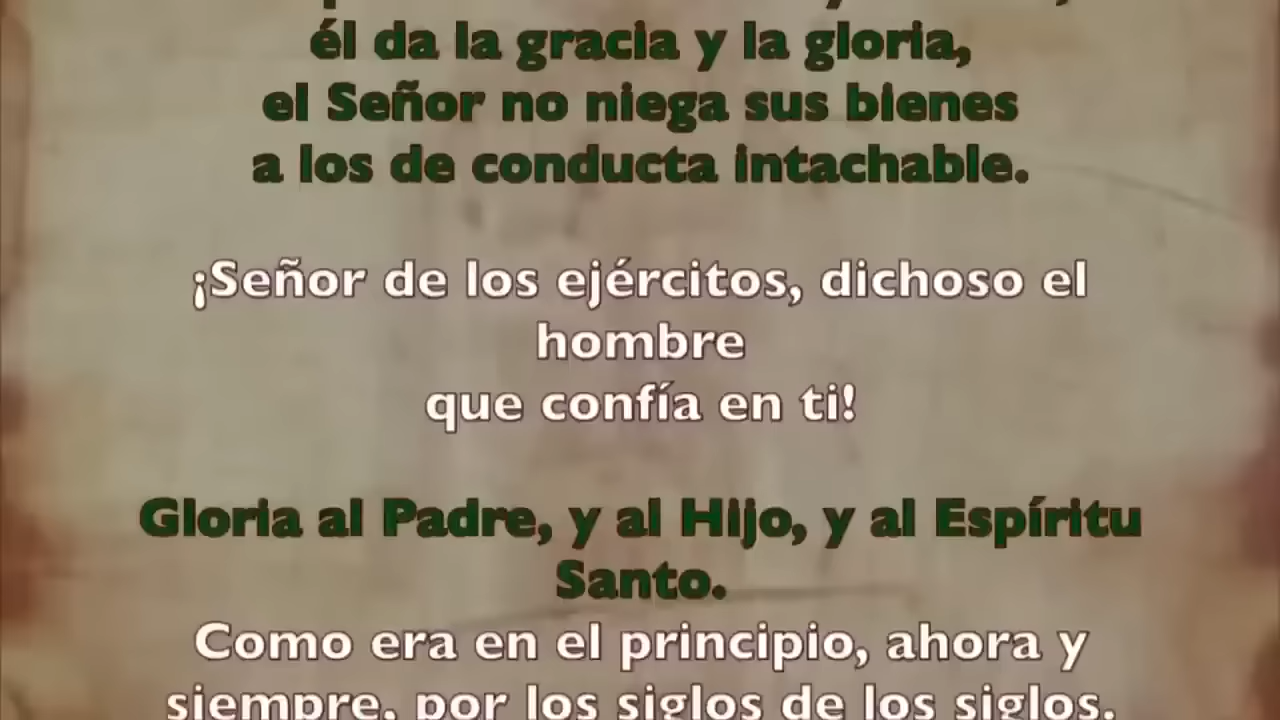 él da la gracia y la gloria,
el Señor no niega sus bienes
a los de conducta intachable.
¡Señor de los ejércitos, dichoso el
hombre
que confía en ti!
Gloria al Padre, y al Hijo, y al Espíritu
Santo.
Como era en el principio, ahora y
siempre, por los siglos de los siglos.